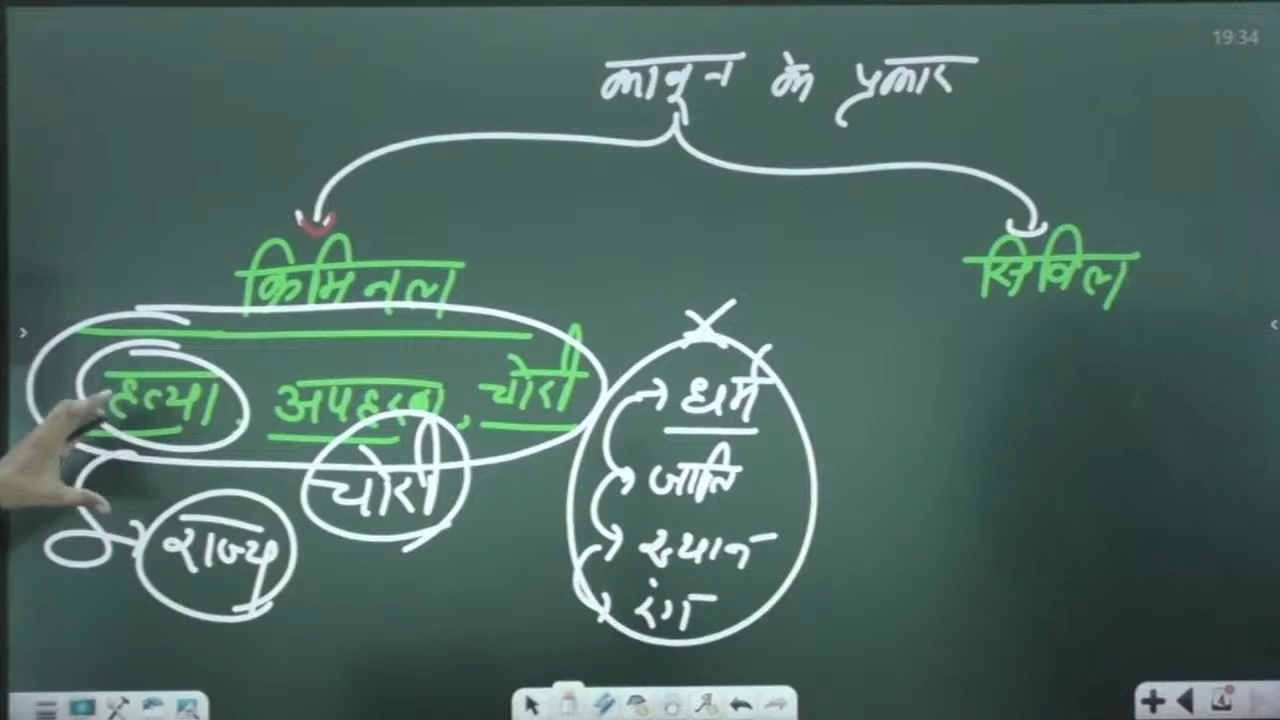 19:34
कानून के प्रकार
क्रिमिनल
सिविल
हत्या, अपहरण, चोरी
चोरी
राज्य
धर्म
जाति
स्थान
रंग